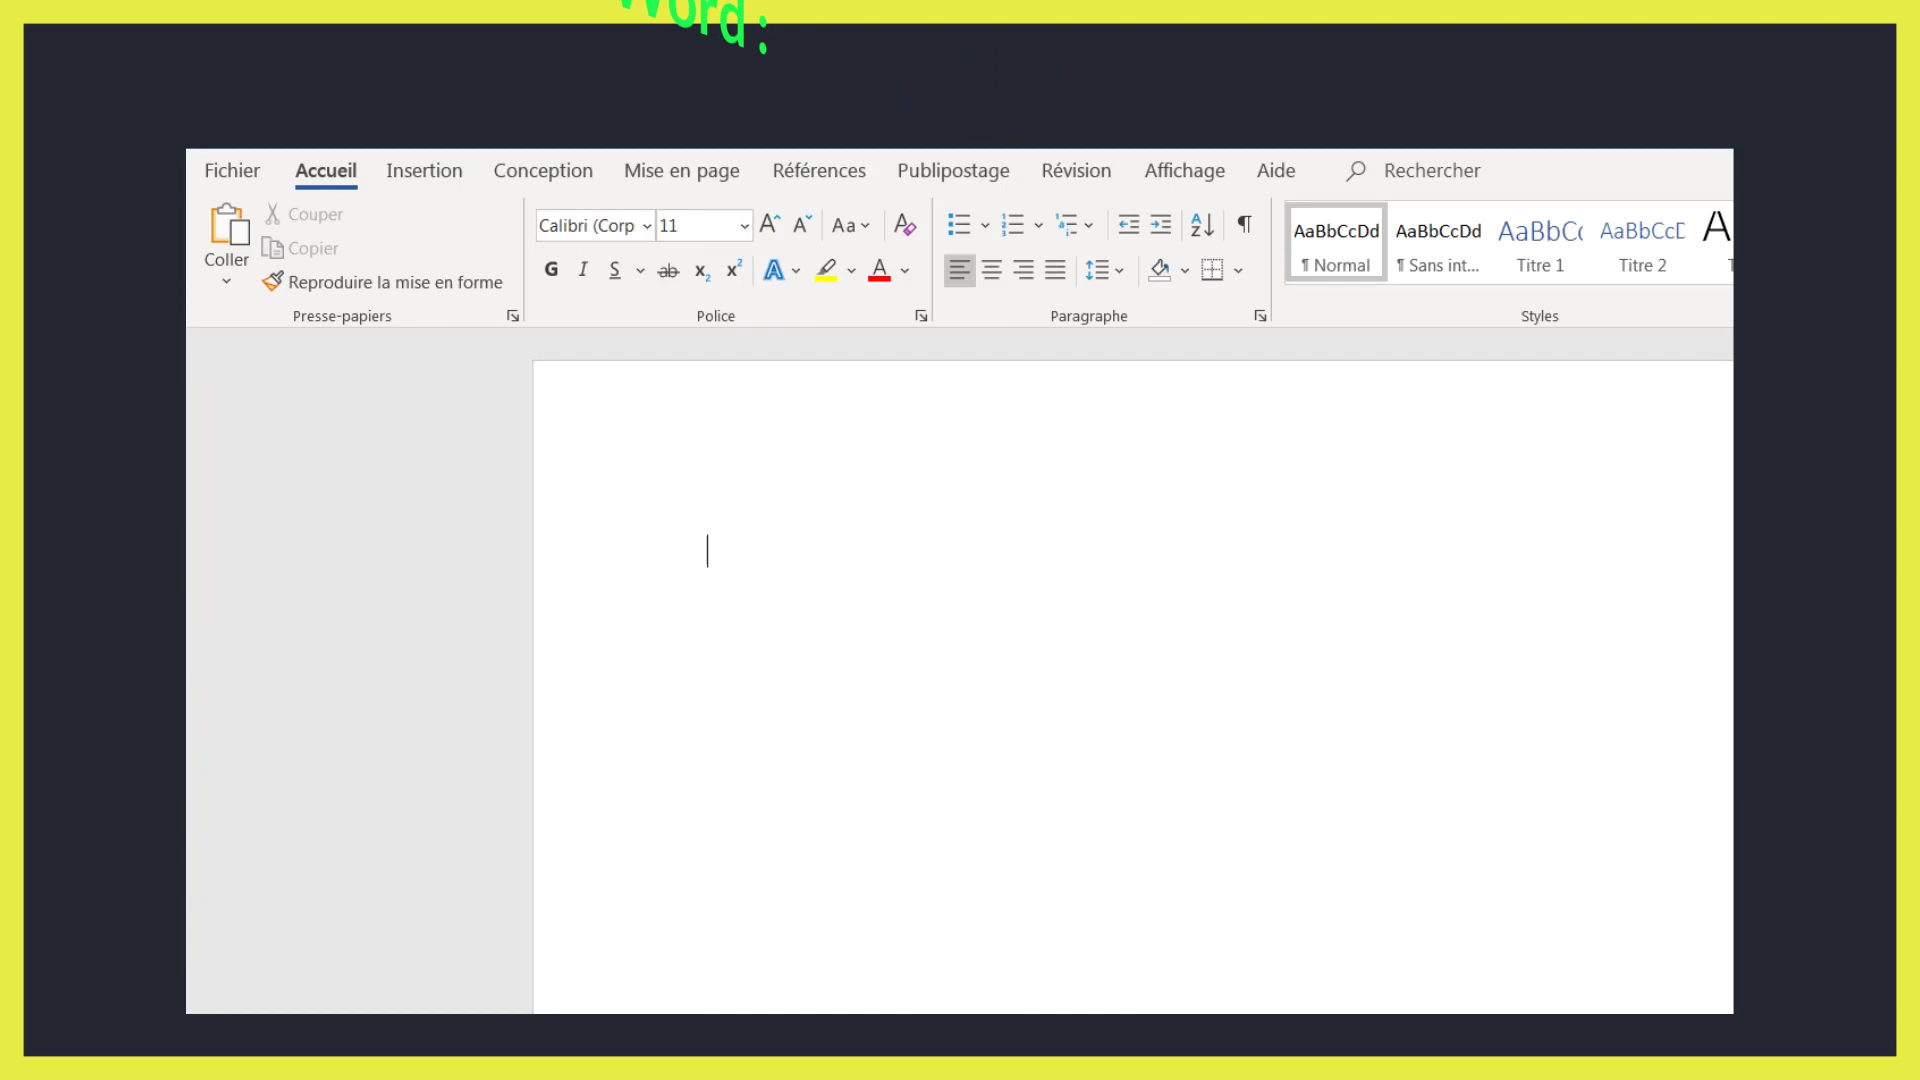 Word :
Fichier Accueil Insertion Conception Mise en page Références Publipostage Révision Affichage Aide Rechercher
Coller
Couper
Copier
Reproduire la mise en forme
Presse-papiers
Calibri (Corp 11
Aa
G I S ab x₂ x²
A A
Police
Paragraphe
AaBbCcDd AaBbCcDd AaBbC AaBbCcD A
¶ Normal ¶ Sans int... Titre 1 Titre 2
Styles